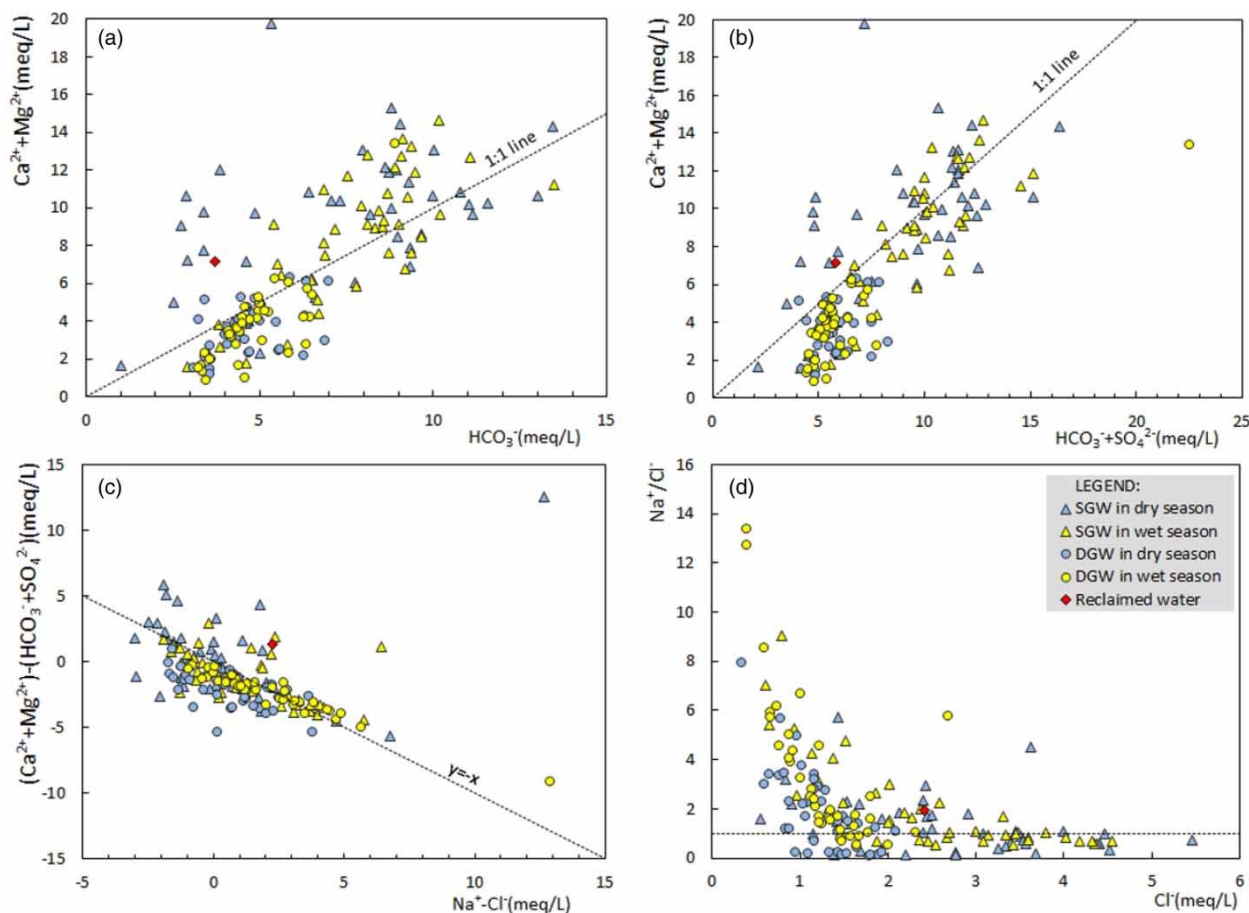 (a)
Ca²⁺+Mg²⁺(meq/L)
20
18
16
14
12
10
8
6
4
2
0
1:1 line
0
5
10
15
HCO₃⁻(meq/L)
(b)
Ca²⁺+Mg²⁺(meq/L)
20
18
16
14
12
10
8
6
4
2
0
1:1 line
0
5
10
15
20
25
HCO₃⁻+SO₄²⁻(meq/L)
(c)
(Ca²⁺+Mg²⁺)-(HCO₃⁻+SO₄²⁻)(meq/L)
15
10
5
0
-5
-10
-15
y=-x
-5
0
5
10
15
Na⁺-Cl⁻(meq/L)
(d)
Na⁺/Cl⁻
16
14
12
10
8
6
4
2
0
LEGEND:
SGW in dry season
SGW in wet season
DGW in dry season
DGW in wet season
Reclaimed water
0
1
2
3
4
5
6
Cl⁻(meq/L)